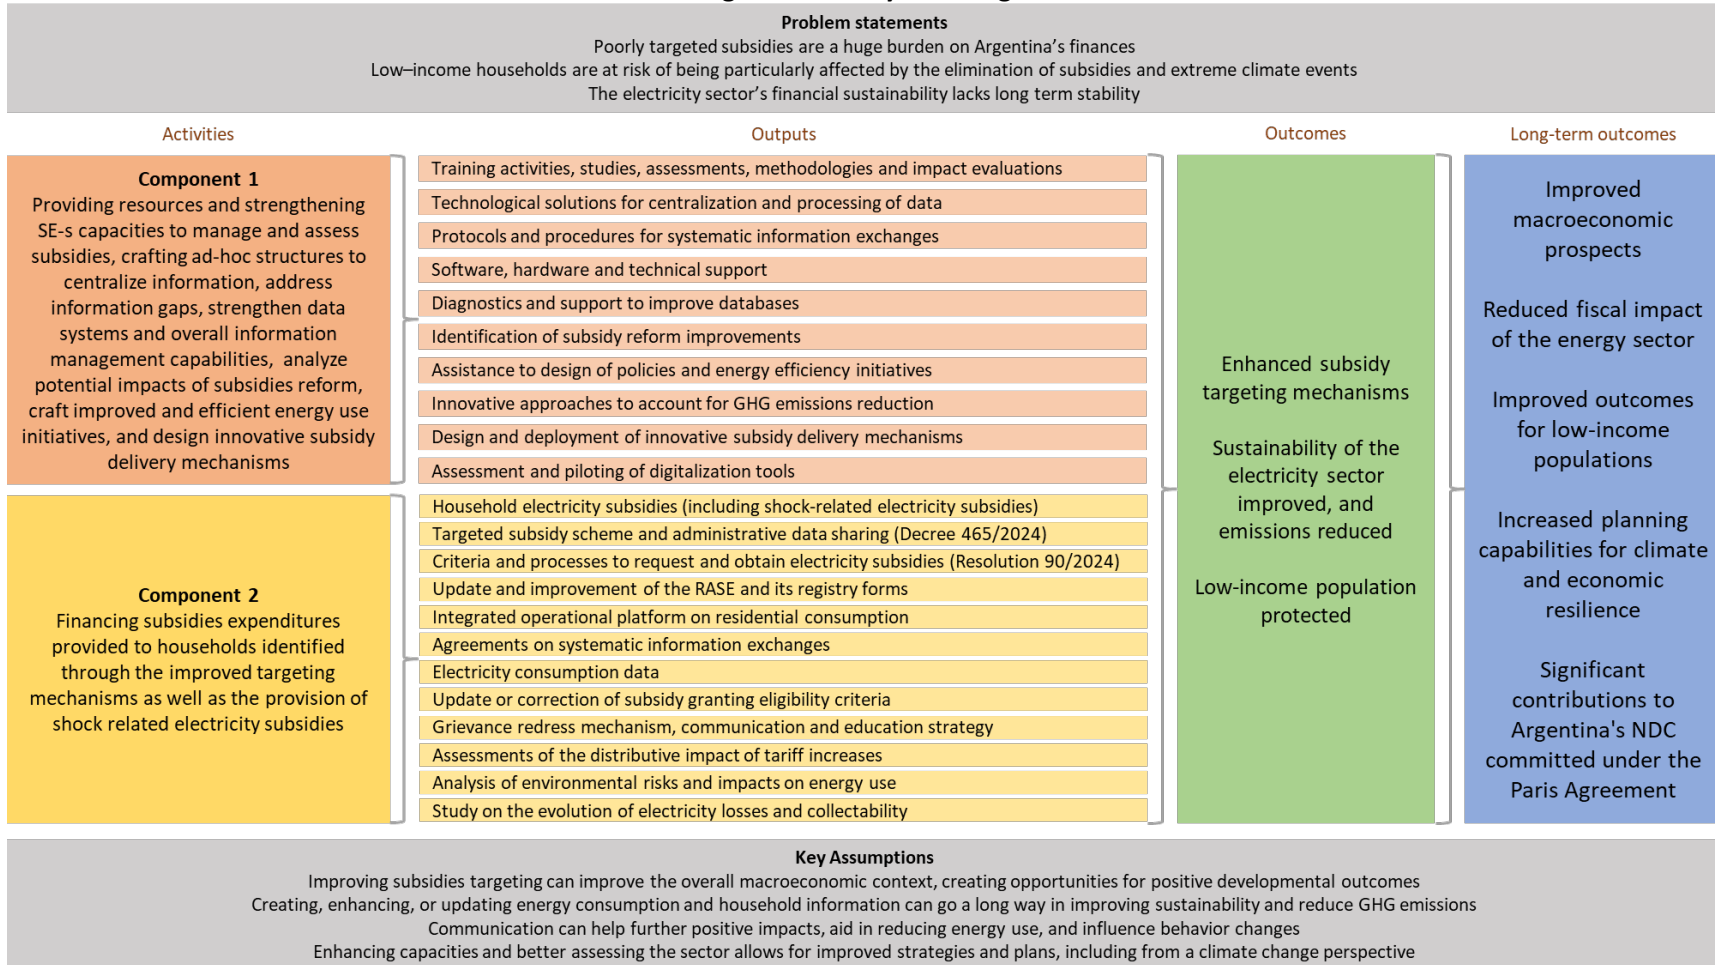 Problem statements
Poorly targeted subsidies are a huge burden on Argentina's finances
Low–income households are at risk of being particularly affected by the elimination of subsidies and extreme climate events
The electricity sector's financial sustainability lacks long term stability
Activities
Outputs
Outcomes
Long-term outcomes
Component 1
Providing resources and strengthening
SE-s capacities to manage and assess
subsidies, crafting ad-hoc structures to
centralize information, address
information gaps, strengthen data
systems and overall information
management capabilities, analyze
potential impacts of subsidies reform,
craft improved and efficient energy use
initiatives, and design innovative subsidy
delivery mechanisms
Training activities, studies, assessments, methodologies and impact evaluations
Technological solutions for centralization and processing of data
Protocols and procedures for systematic information exchanges
Software, hardware and technical support
Diagnostics and support to improve databases
Identification of subsidy reform improvements
Assistance to design of policies and energy efficiency initiatives
Innovative approaches to account for GHG emissions reduction
Design and deployment of innovative subsidy delivery mechanisms
Assessment and piloting of digitalization tools
Component 2
Financing subsidies expenditures
provided to households identified
through the improved targeting
mechanisms as well as the provision of
shock related electricity subsidies
Household electricity subsidies (including shock-related electricity subsidies)
Targeted subsidy scheme and administrative data sharing (Decree 465/2024)
Criteria and processes to request and obtain electricity subsidies (Resolution 90/2024)
Update and improvement of the RASE and its registry forms
Integrated operational platform on residential consumption
Agreements on systematic information exchanges
Electricity consumption data
Update or correction of subsidy granting eligibility criteria
Grievance redress mechanism, communication and education strategy
Assessments of the distributive impact of tariff increases
Analysis of environmental risks and impacts on energy use
Study on the evolution of electricity losses and collectability
Enhanced subsidy
targeting mechanisms
Sustainability of the
electricity sector
improved, and
emissions reduced
Low-income population
protected
Improved
macroeconomic
prospects
Reduced fiscal impact
of the energy sector
Improved outcomes
for low-income
populations
Increased planning
capabilities for climate
and economic
resilience
Significant
contributions to
Argentina's NDC
committed under the
Paris Agreement
Key Assumptions
Improving subsidies targeting can improve the overall macroeconomic context, creating opportunities for positive developmental outcomes
Creating, enhancing, or updating energy consumption and household information can go a long way in improving sustainability and reduce GHG emissions
Communication can help further positive impacts, aid in reducing energy use, and influence behavior changes
Enhancing capacities and better assessing the sector allows for improved strategies and plans, including from a climate change perspective